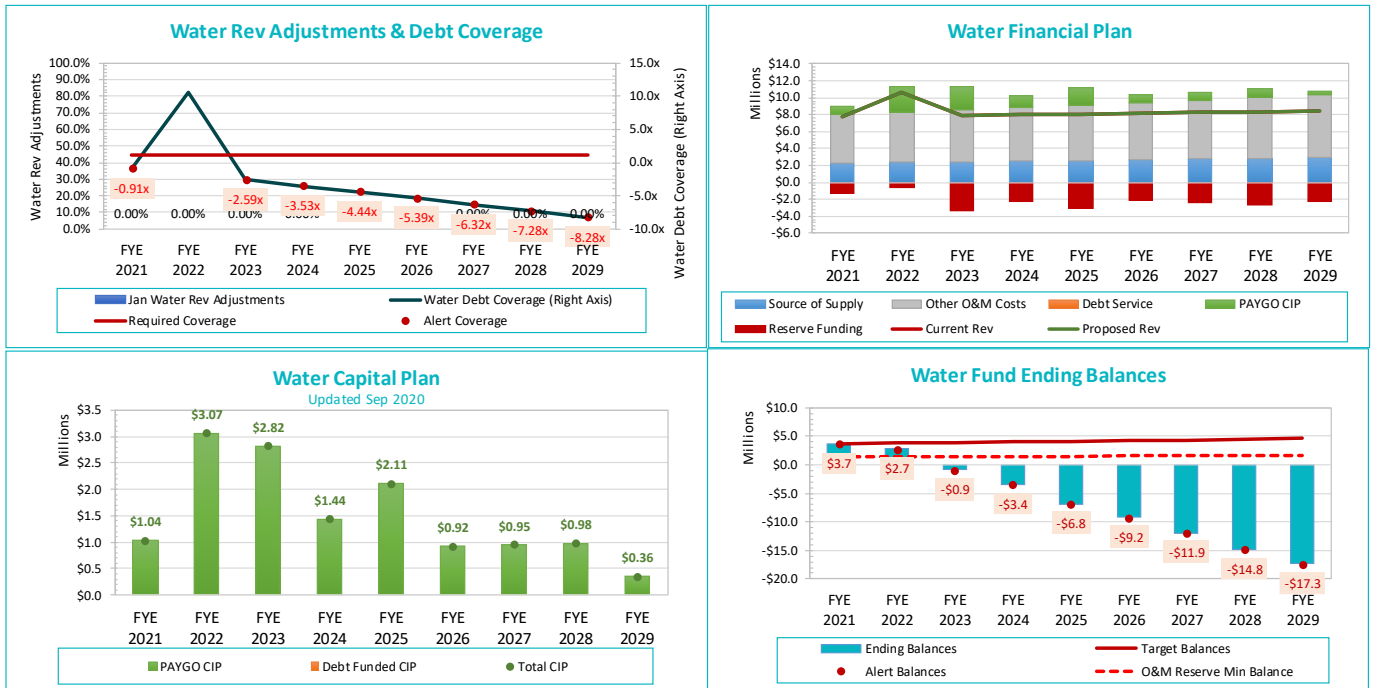 Water Rev Adjustments & Debt Coverage
Water Rev Adjustments
100.0%
90.0%
80.0%
70.0%
60.0%
50.0%
40.0%
30.0%
20.0%
10.0%
0.0%
15.0x
10.0x
5.0x
0.0x
-5.0x
-10.0x
Water Debt Coverage (Right Axis)
-0.91x
-2.59x
-3.53x
-4.44x
-5.39x
-6.32x
-7.28x
-8.28x
0.00% 0.00% 0.00% 0.00% 0.00% 0.00% 0.00%
FYE 2021
FYE 2022
FYE 2023
FYE 2024
FYE 2025
FYE 2026
FYE 2027
FYE 2028
FYE 2029
Jan Water Rev Adjustments
Water Debt Coverage (Right Axis)
Required Coverage
Alert Coverage
Water Financial Plan
Millions
$14.0
$12.0
$10.0
$8.0
$6.0
$4.0
$2.0
$0.0
-$2.0
-$4.0
-$6.0
FYE 2021
FYE 2022
FYE 2023
FYE 2024
FYE 2025
FYE 2026
FYE 2027
FYE 2028
FYE 2029
Source of Supply
Other O&M Costs
Debt Service
PAYGO CIP
Reserve Funding
Current Rev
Proposed Rev
Water Capital Plan
Updated Sep 2020
Millions
$3.5
$3.0
$2.5
$2.0
$1.5
$1.0
$0.5
$0.0
$1.04
$3.07
$2.82
$1.44
$2.11
$0.92
$0.95
$0.98
$0.36
FYE 2021
FYE 2022
FYE 2023
FYE 2024
FYE 2025
FYE 2026
FYE 2027
FYE 2028
FYE 2029
PAYGO CIP
Debt Funded CIP
Total CIP
Water Fund Ending Balances
Millions
$10.0
$5.0
$0.0
-$5.0
-$10.0
-$15.0
-$20.0
$3.7
$2.7
-$0.9
-$3.4
-$6.8
-$9.2
-$11.9
-$14.8
-$17.3
FYE 2021
FYE 2022
FYE 2023
FYE 2024
FYE 2025
FYE 2026
FYE 2027
FYE 2028
FYE 2029
Ending Balances
Target Balances
Alert Balances
O&M Reserve Min Balance